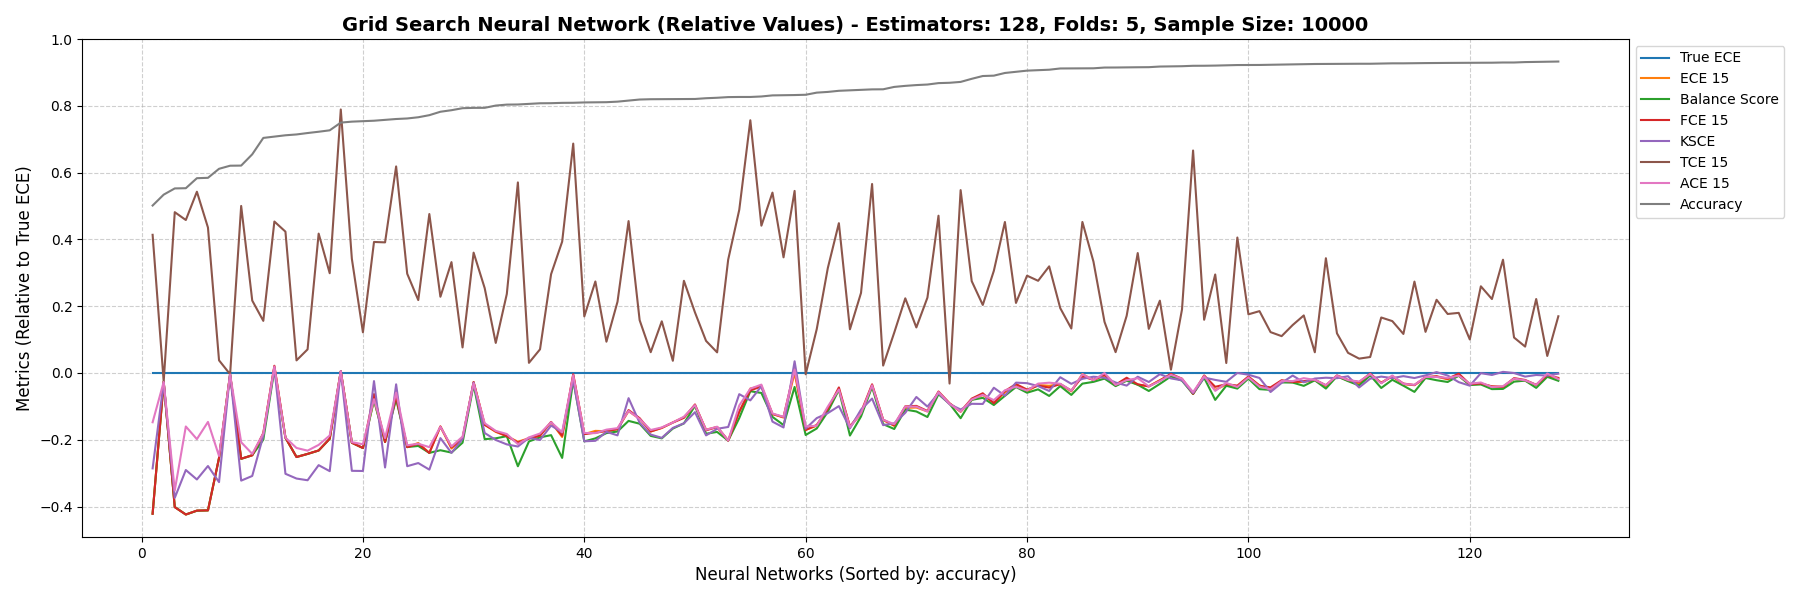 Grid Search Neural Network (Relative Values) - Estimators: 128, Folds: 5, Sample Size: 10000
Metrics (Relative to True ECE)
1.0
0.8
0.6
0.4
0.2
0.0
−0.2
−0.4
0 20 40 60 80 100 120
Neural Networks (Sorted by: accuracy)
True ECE
ECE 15
Balance Score
FCE 15
KSCE
TCE 15
ACE 15
Accuracy